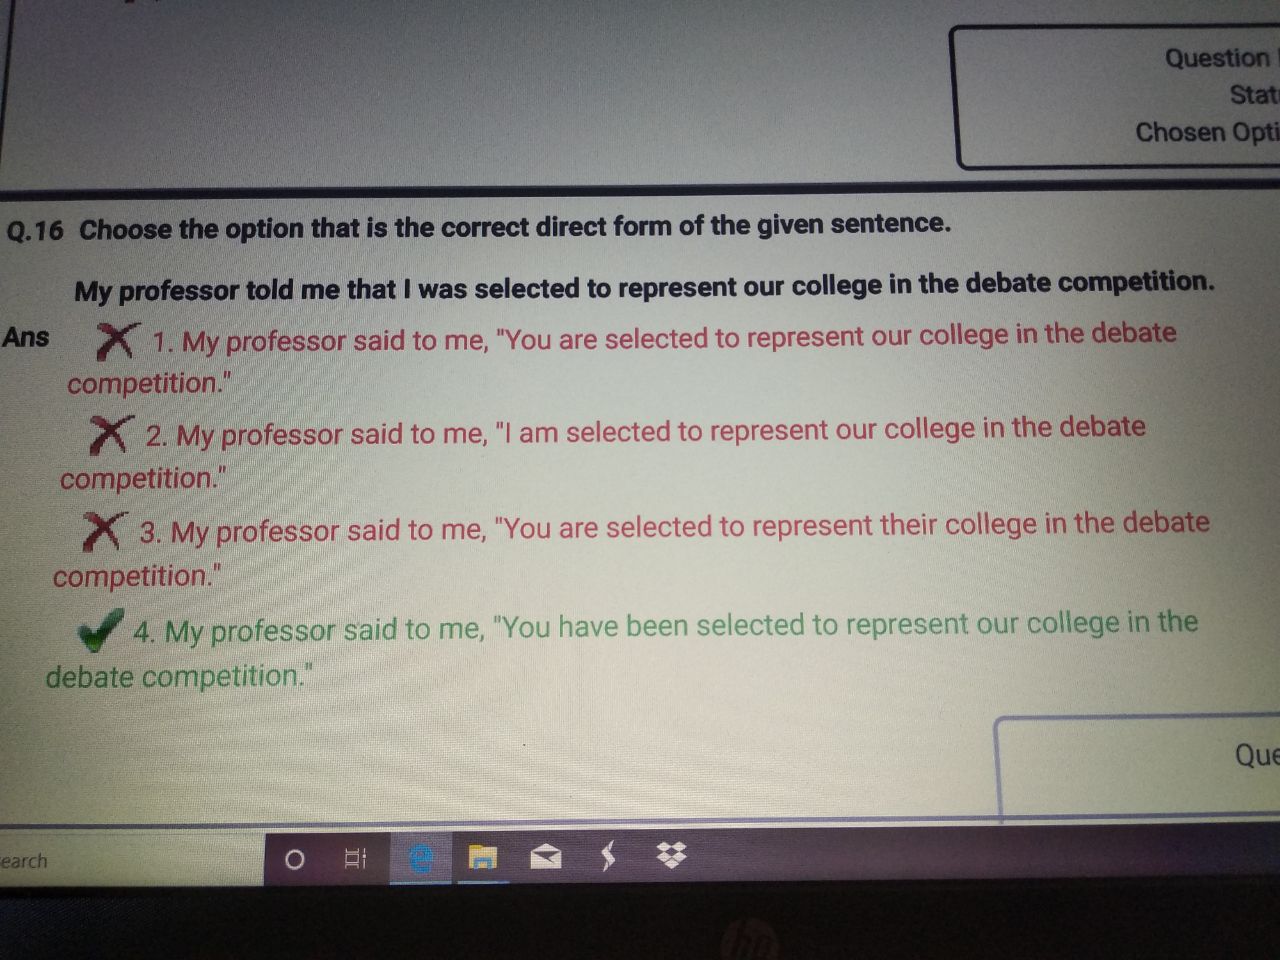 Question
Chosen
Q.16 Choose the option that is the correct direct form of the given sentence.
My professor told me that I was selected to represent our college in the debate competition.
Ans
1. My professor said to me, "You are selected to represent our college in the debate
competition."
2. My professor said to me, "I am selected to represent our college in the debate
competition."
3. My professor said to me, "You are selected to represent their college in the debate
competition."
4. My professor said to me, "You have been selected to represent our college in the
debate competition."
hp